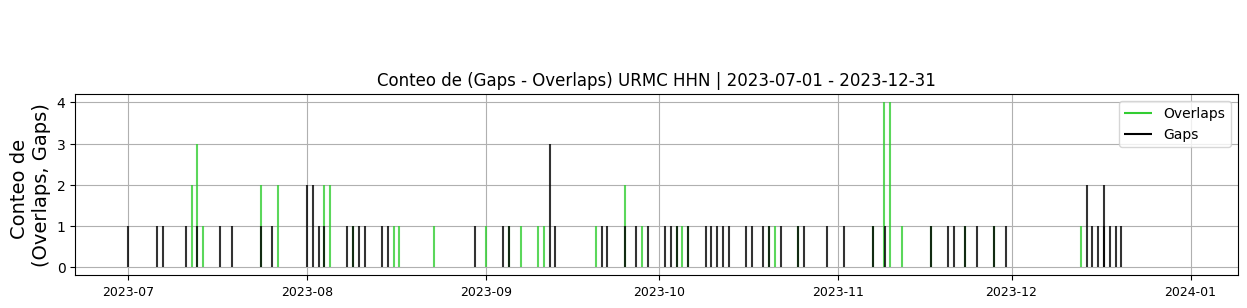 Conteo de (Gaps - Overlaps) URMC HHN | 2023-07-01 - 2023-12-31
Conteo de
(Overlaps, Gaps)
4
3
2
1
0
Overlaps
Gaps
2023-07
2023-08
2023-09
2023-10
2023-11
2023-12
2024-01